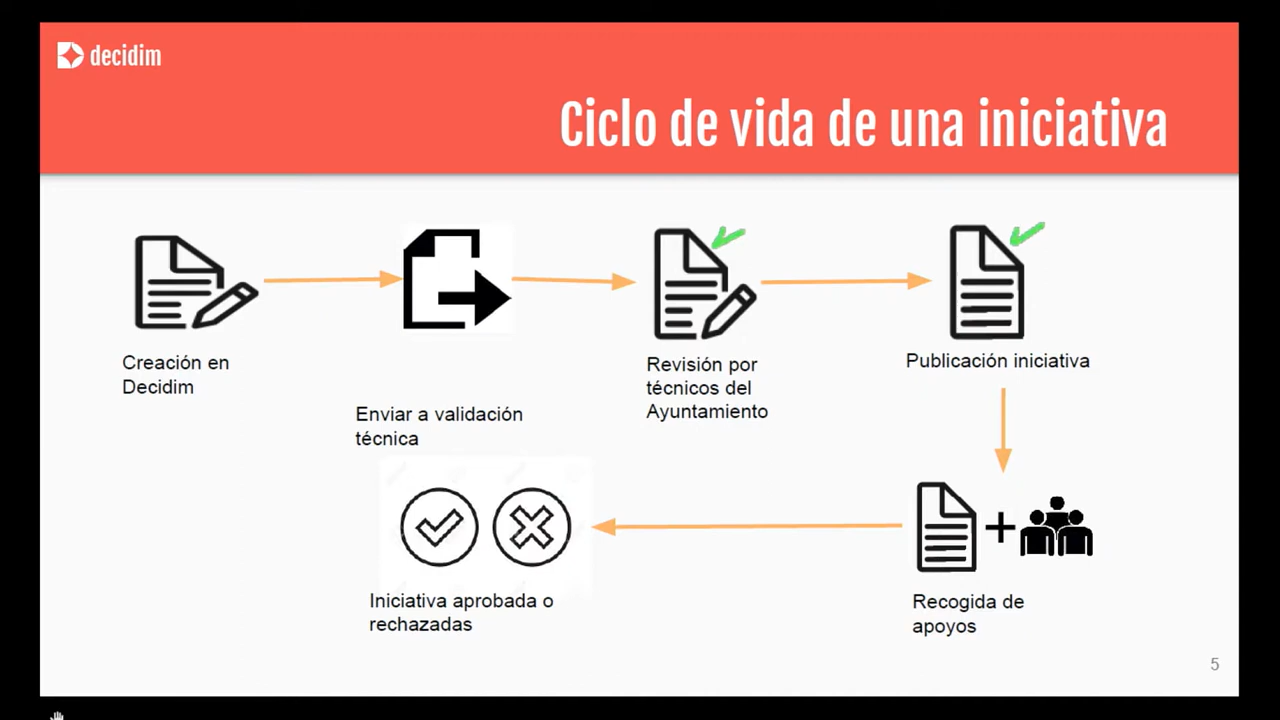 decidim
Ciclo de vida de una iniciativa
Creación en
Decidim
Enviar a validación
técnica
Revisión por
técnicos del
Ayuntamiento
Publicación iniciativa
Recogida de
apoyos
Iniciativa aprobada o
rechazadas
5